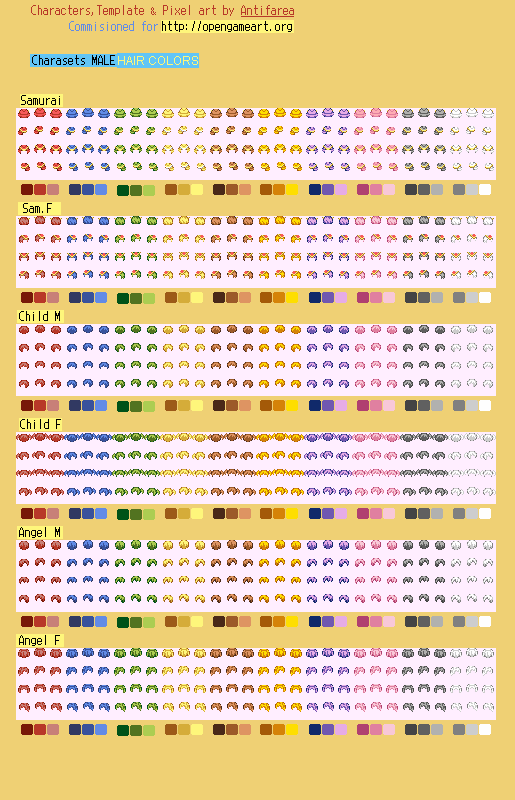 Characters, Template & Pixel art by Antifarea
Commisioned for http://opengameart.org
Charasets MALE HAIR COLORS
Samurai
Sam.F
Child M
Child F
Angel M
Angel F